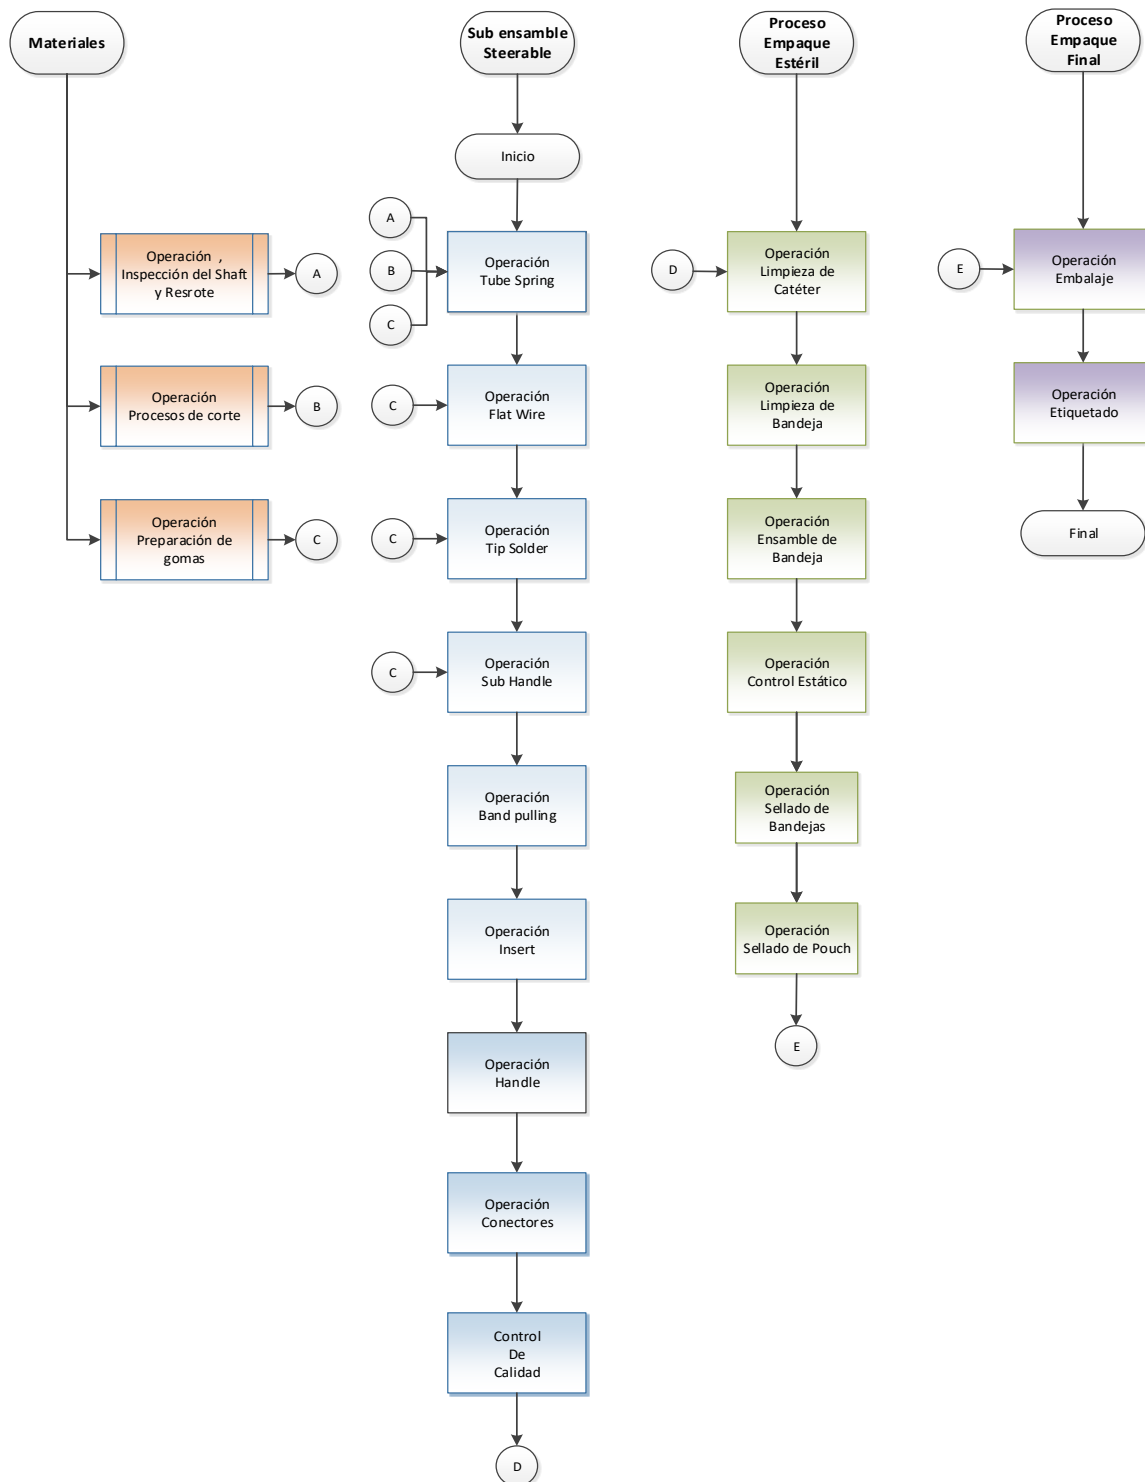 Materiales
Operación ,
Inspección del Shaft
y Resrote
A
Operación
Procesos de corte
B
Operación
Preparación de
gomas
C
Sub ensamble
Steerable
Inicio
A
B
C
Operación
Tube Spring
C
Operación
Flat Wire
C
Operación
Tip Solder
C
Operación
Sub Handle
Operación
Band pulling
Operación
Insert
Operación
Handle
Operación
Conectores
Control
De
Calidad
D
Proceso
Empaque
Estéril
D
Operación
Limpieza de
Catéter
Operación
Limpieza de
Bandeja
Operación
Ensamble de
Bandeja
Operación
Control Estático
Operación
Sellado de
Bandejas
Operación
Sellado de Pouch
E
Proceso
Empaque
Final
E
Operación
Embalaje
Operación
Etiquetado
Final